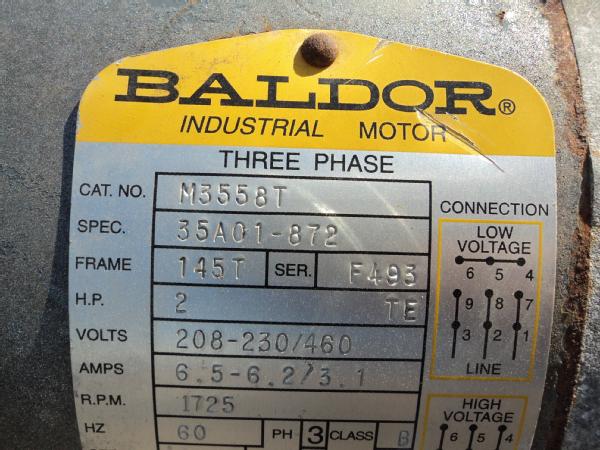 BALDOR®
INDUSTRIAL MOTOR
THREE PHASE
CAT. NO. M3558T
SPEC. 35A01-872
FRAME 145T SER. F493
H.P. 2 TE
VOLTS 208-230/460
AMPS 6.5-6.2/3.1
R.P.M. 1725
HZ 60 PH 3 CLASS B
CONNECTION
LOW
VOLTAGE
6 5 4
9 8 7
3 2 1
LINE
HIGH
VOLTAGE
6 5 4